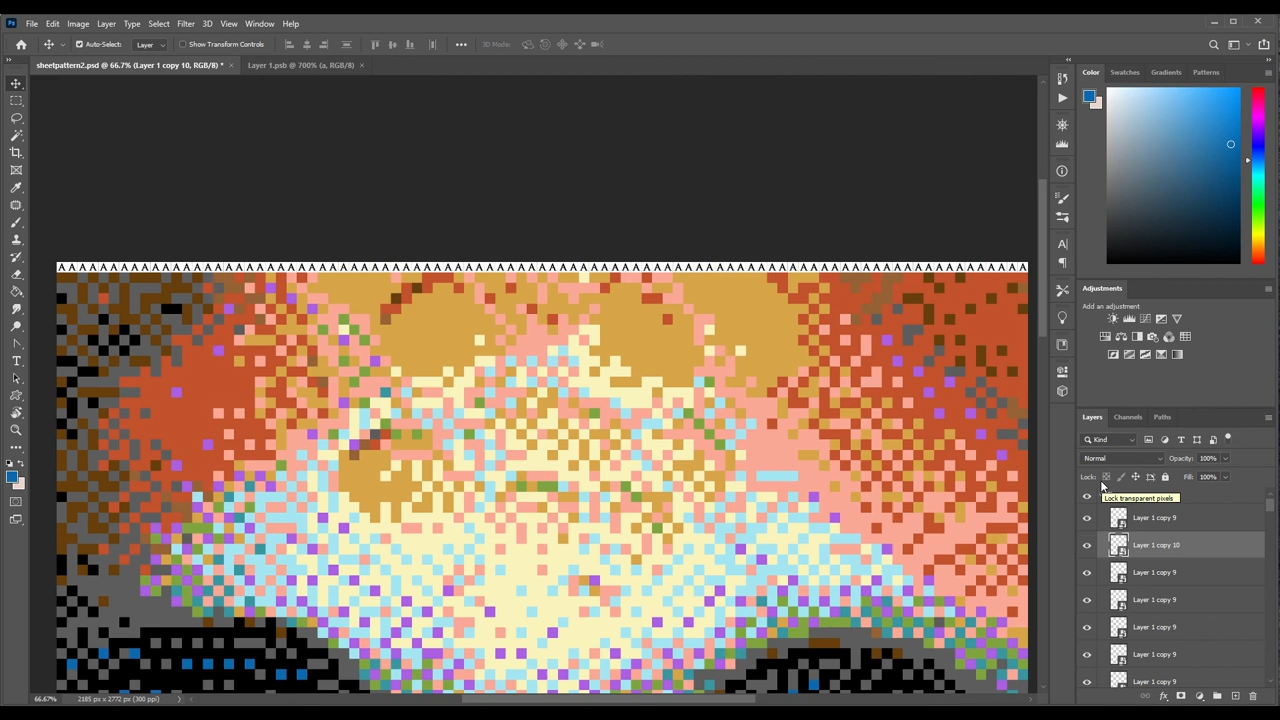 Ps File Edit Image Layer Type Select Filter 3D View Window Help
Auto-Select: Layer Show Transform Controls 3D Mode:
sheetpattern2.psd @ 66.7% (Layer 1 copy 10, RGB/8) * × Layer 1.psb @ 700% (a, RGB/8) ×
Color Swatches Gradients Patterns
A A A A A A A A A A A A A A A A A A A A A A A A A A A A A A A A A A A A A A A A A A A A A A A A A A A A A A A A A A A A A A A A A A A A A A A A A A A A A A A A A A A A A A A A A A A A A
Adjustments
Add an adjustment
Layers Channels Paths
Kind
Normal Opacity: 100%
Lock: Fill: 100%
Lock transparent pixels
Layer 1 copy 9
Layer 1 copy 10
Layer 1 copy 9
Layer 1 copy 9
Layer 1 copy 9
Layer 1 copy 9
Layer 1 copy 9
66.67% 2185 px x 2772 px (300 ppi)